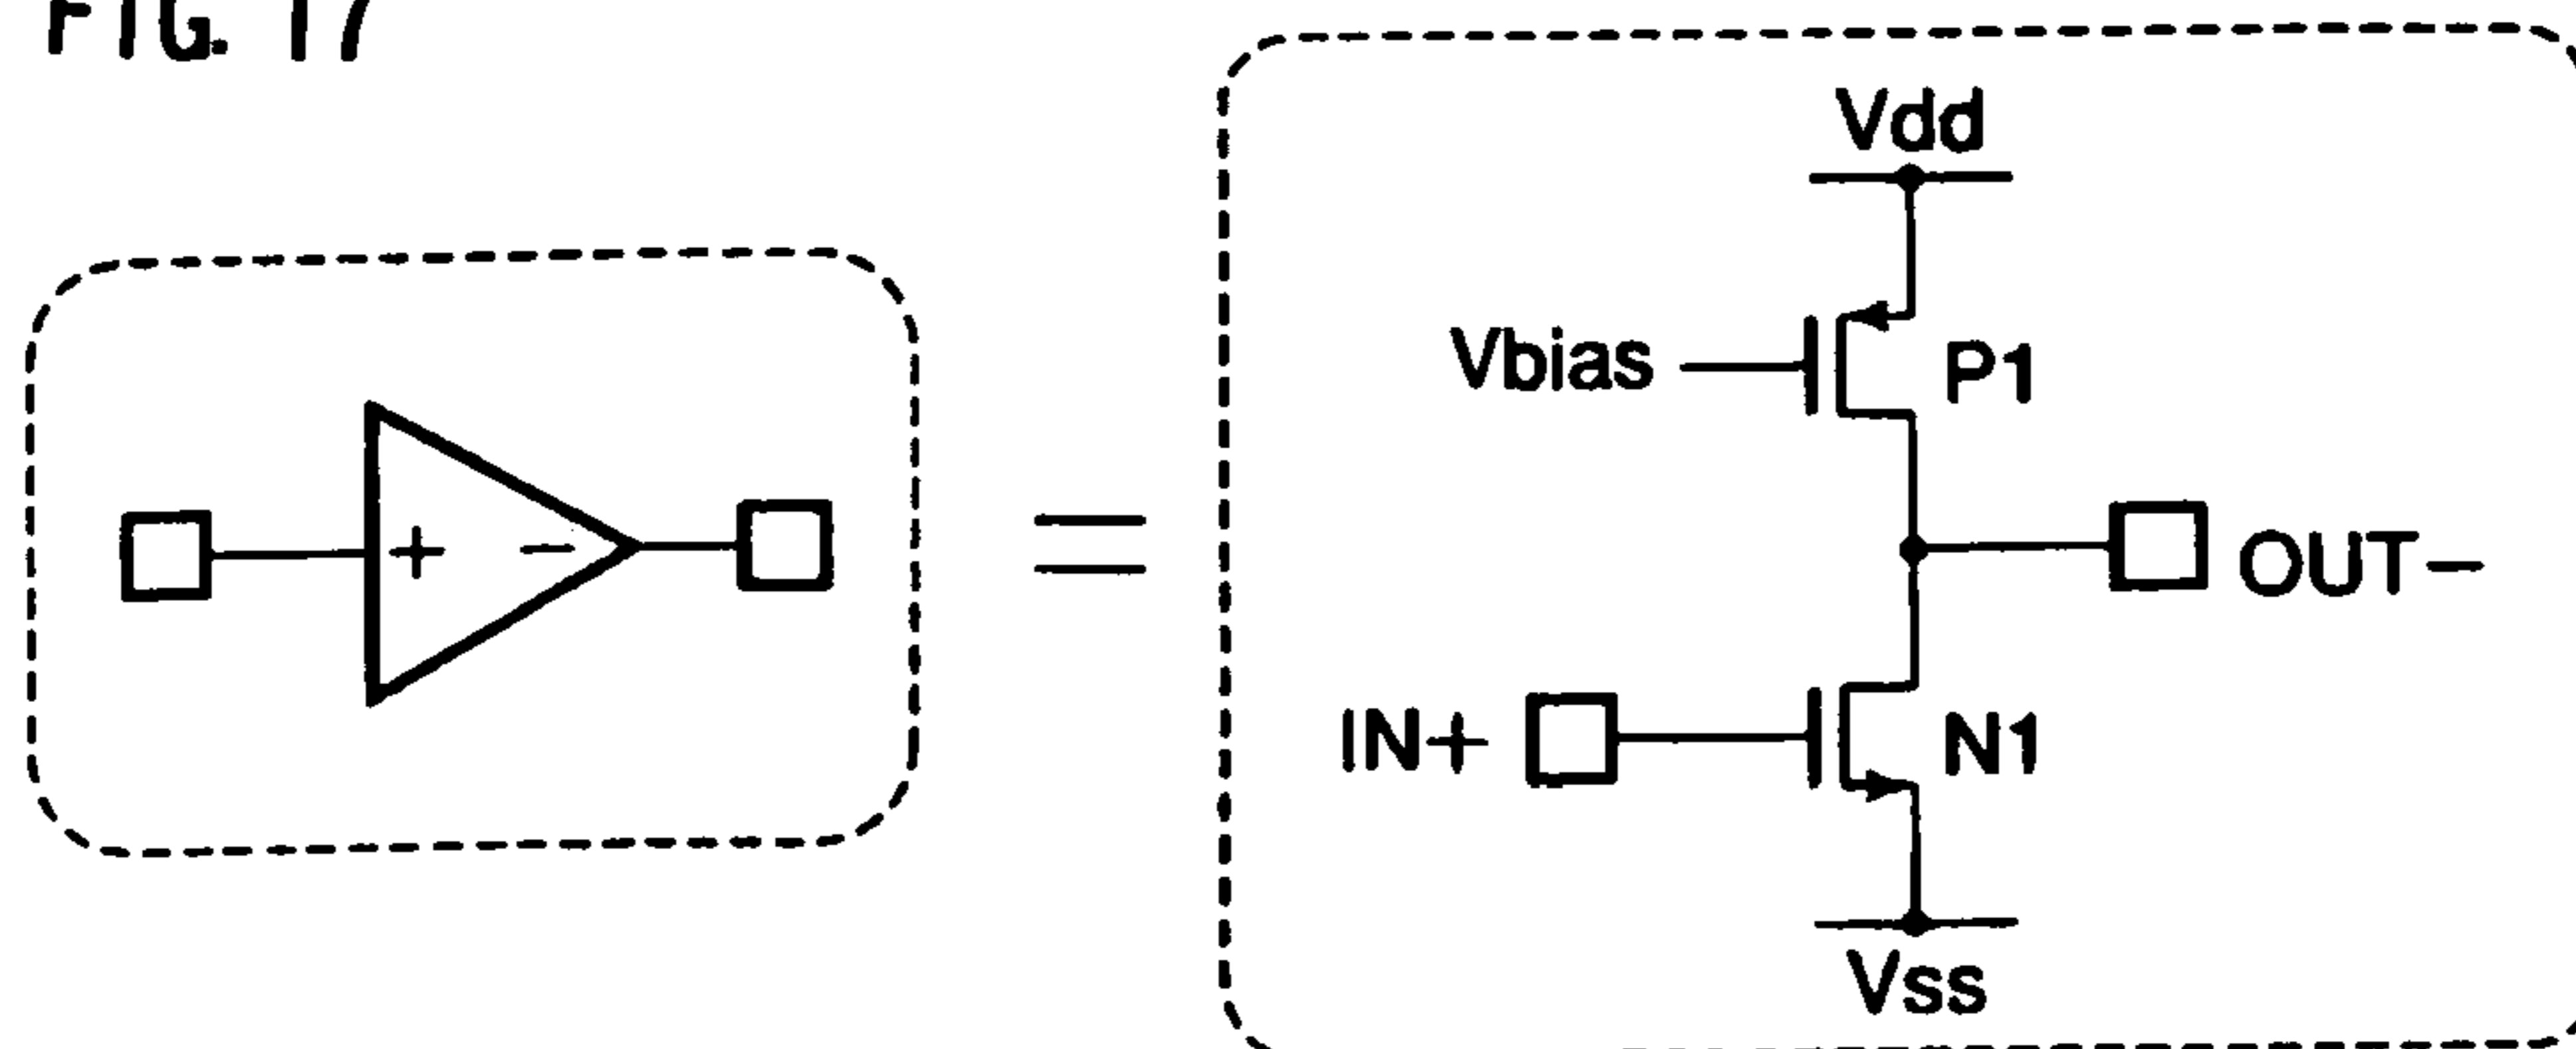 FIG. 17
Vdd
Vbias
P1
+ −
=
OUT−
IN+
N1
Vss